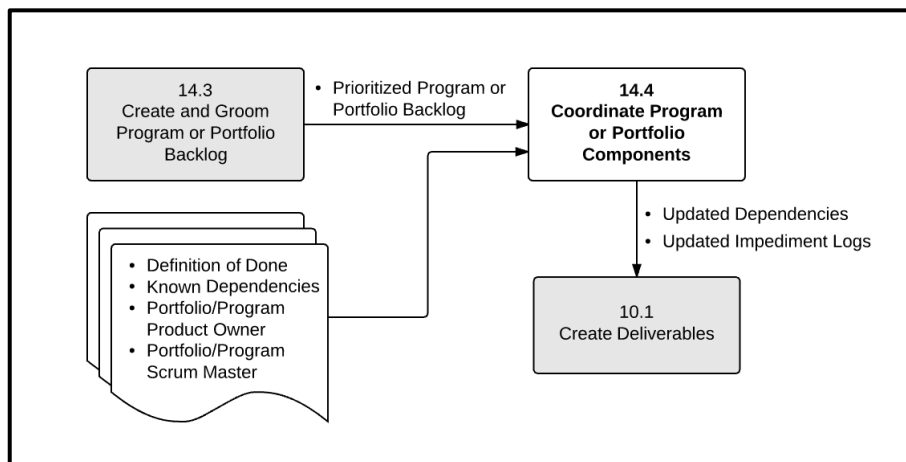 14.3
Create and Groom
Program or Portfolio
Backlog
• Prioritized Program or
Portfolio Backlog
14.4
Coordinate Program
or Portfolio
Components
• Updated Dependencies
• Updated Impediment Logs
• Definition of Done
• Known Dependencies
• Portfolio/Program
Product Owner
• Portfolio/Program
Scrum Master
10.1
Create Deliverables